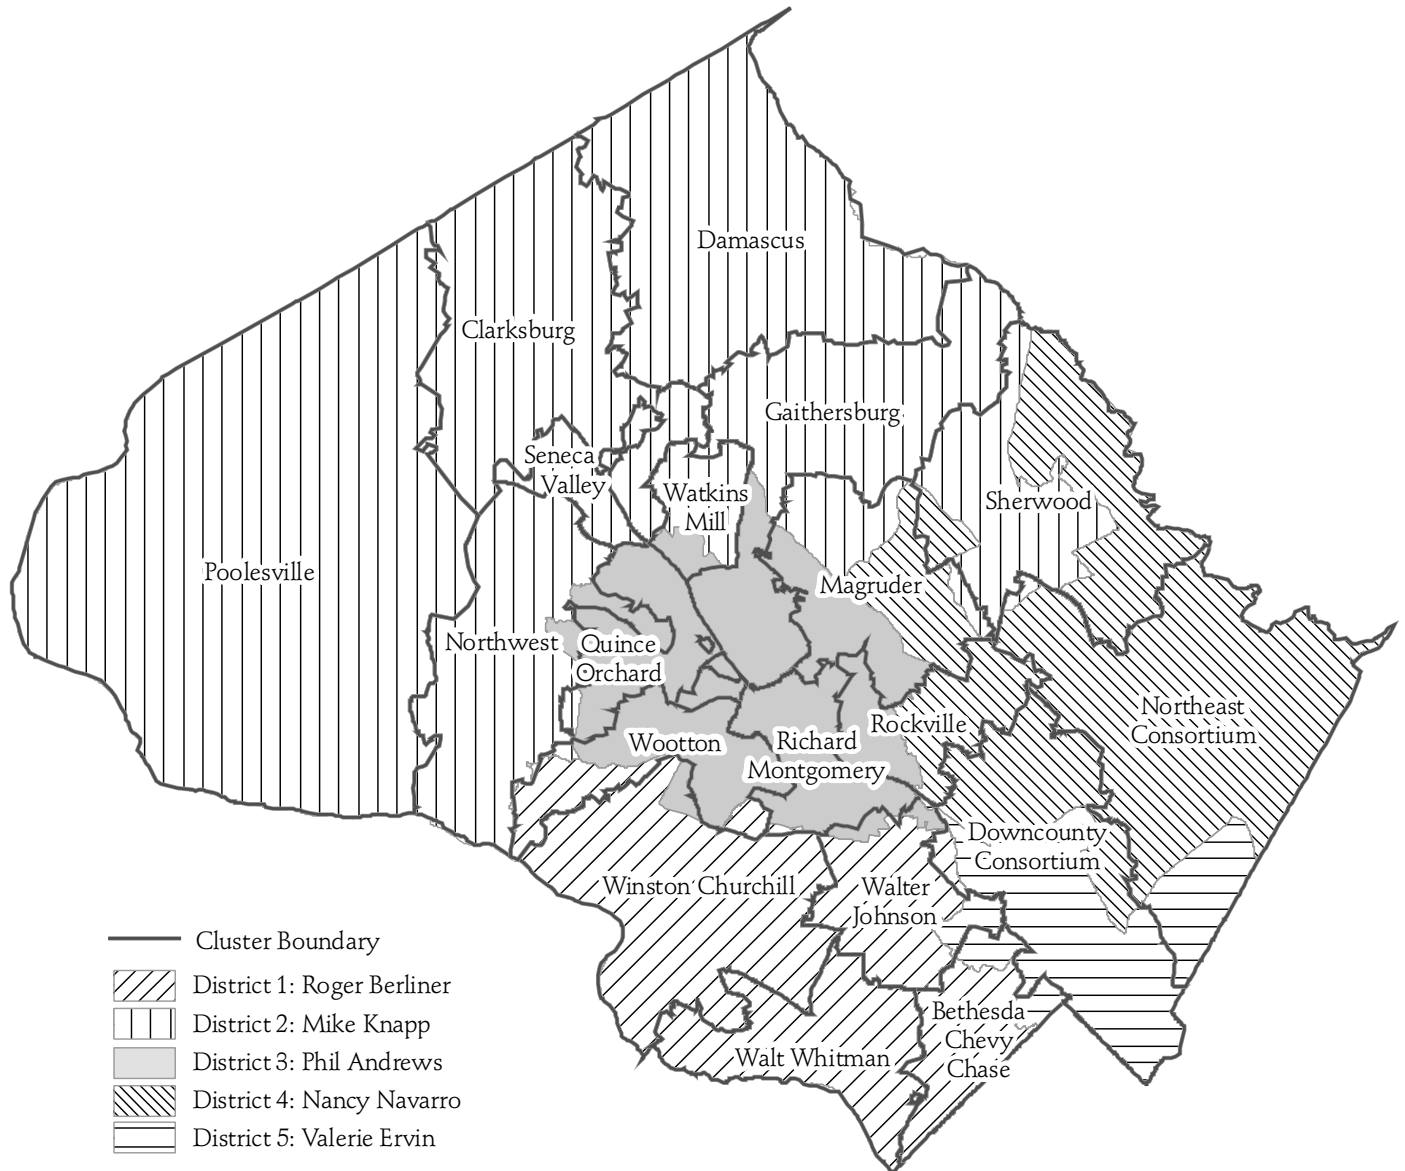 Damascus
Clarksburg
Gaithersburg
Seneca
Valley
Watkins
Mill
Sherwood
Poolesville
Magruder
Northwest
Quince
Orchard
Northeast
Consortium
Rockville
Wootton
Richard
Montgomery
Downcounty
Consortium
Winston Churchill
Walter
Johnson
Bethesda
Chevy
Chase
Walt Whitman
Cluster Boundary
District 1: Roger Berliner
District 2: Mike Knapp
District 3: Phil Andrews
District 4: Nancy Navarro
District 5: Valerie Ervin